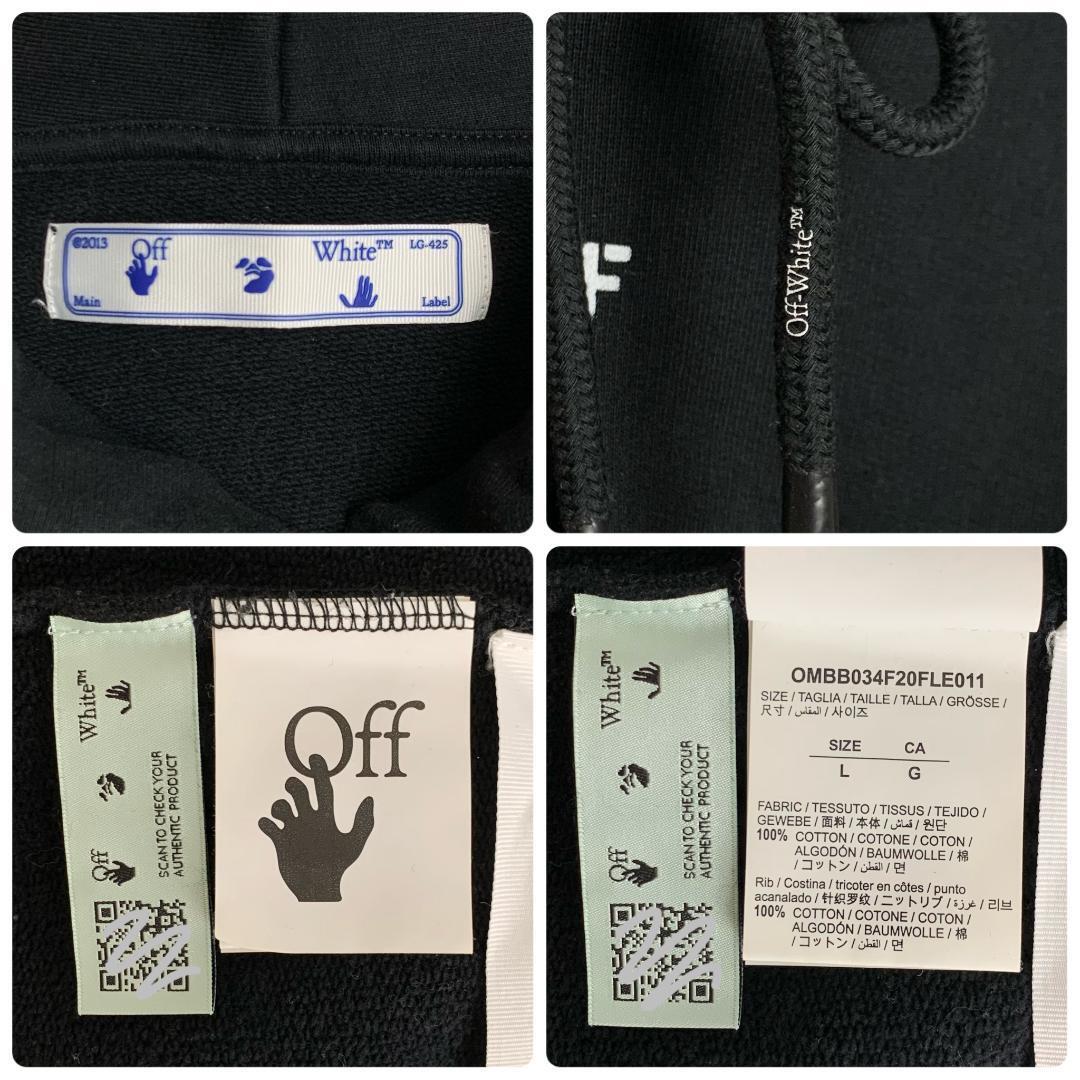 ©2013 Off White™ LG-425
Main Label
F
Off-White™
White™
Off
SCAN TO CHECK YOUR
AUTHENTIC PRODUCT
Off
White™
Off
SCAN TO CHECK YOUR
AUTHENTIC PRODUCT
OMBB034F20FLE011
SIZE / TAGLIA / TAILLE / TALLA / GRÖSSE /
尺寸 / المقاس / 사이즈
SIZE CA
L G
FABRIC / TESSUTO / TISSUS / TEJIDO /
GEWEBE / 面料 / 本体 / قماش / 원단
100% COTTON / COTONE / COTON /
ALGODÓN / BAUMWOLLE / 棉
/ コットン / القطن / 면
Rib / Costina / tricoter en côtes / punto
acanalado / 针织罗纹 / ニットリブ / غرزة / 리브
100% COTTON / COTONE / COTON /
ALGODÓN / BAUMWOLLE / 棉
/ コットン / القطن / 면